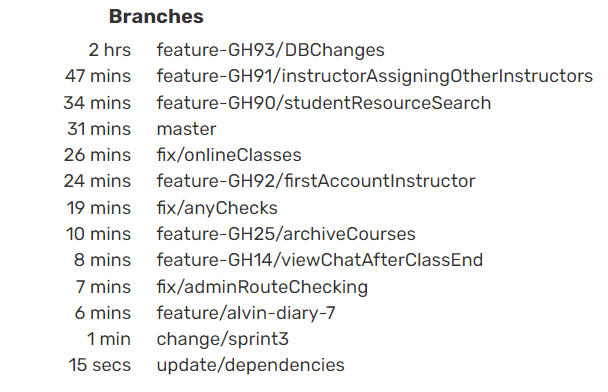 Branches
2 hrs feature-GH93/DBChanges
47 mins feature-GH91/instructorAssigningOtherInstructors
34 mins feature-GH90/studentResourceSearch
31 mins master
26 mins fix/onlineClasses
24 mins feature-GH92/firstAccountInstructor
19 mins fix/anyChecks
10 mins feature-GH25/archiveCourses
8 mins feature-GH14/viewChatAfterClassEnd
7 mins fix/adminRouteChecking
6 mins feature/alvin-diary-7
1 min change/sprint3
15 secs update/dependencies